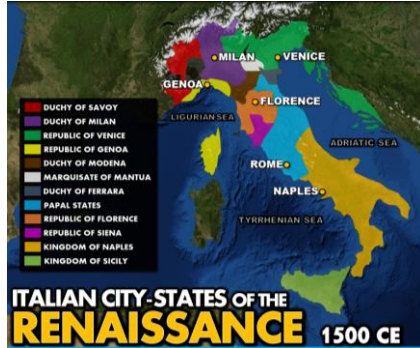 MILAN
VENICE
GENOA
FLORENCE
LIGURIAN SEA
ADRIATIC SEA
ROME
NAPLES
TYRRHENIAN SEA
DUCHY OF SAVOY
DUCHY OF MILAN
REPUBLIC OF VENICE
REPUBLIC OF GENOA
DUCHY OF MODENA
MARQUISATE OF MANTUA
DUCHY OF FERRARA
PAPAL STATES
REPUBLIC OF FLORENCE
REPUBLIC OF SIENA
KINGDOM OF NAPLES
KINGDOM OF SICILY
ITALIAN CITY-STATES OF THE
RENAISSANCE 1500 CE